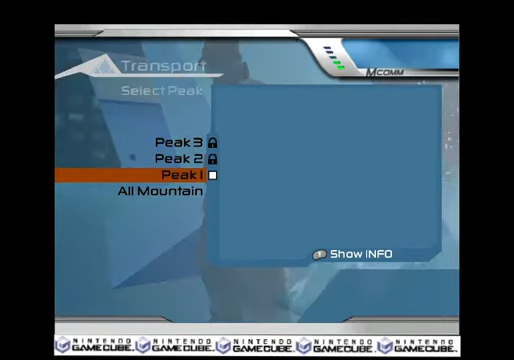 Transport
MCOMM
Select Peak
Peak 3
Peak 2
Peak 1
All Mountain
Show INFO
NINTENDO GAMECUBE. NINTENDO GAMECUBE. NINTENDO GAMECUBE. NINTENDO GAMECUBE. NINTENDO GAMECUBE.